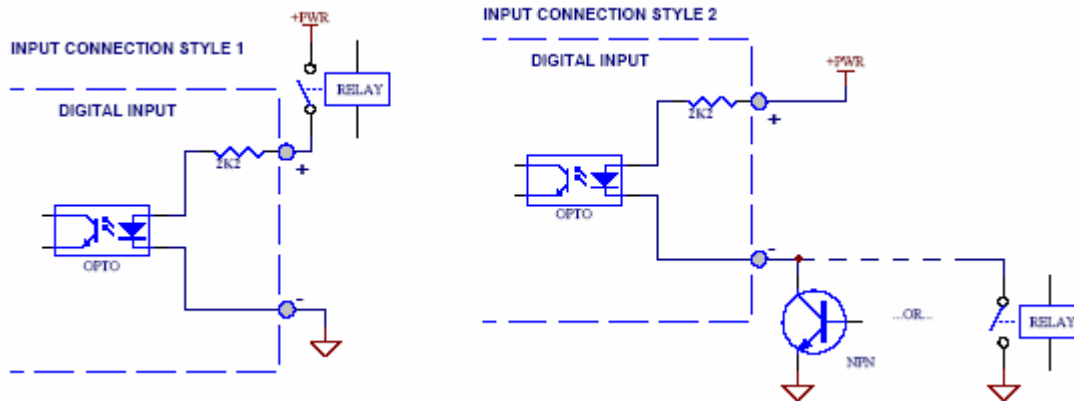 INPUT CONNECTION STYLE 1
+PWR
RELAY
DIGITAL INPUT
2K2
+
OPTO
-
INPUT CONNECTION STYLE 2
DIGITAL INPUT
+PWR
2K2
+
OPTO
-
NPN
...OR...
RELAY